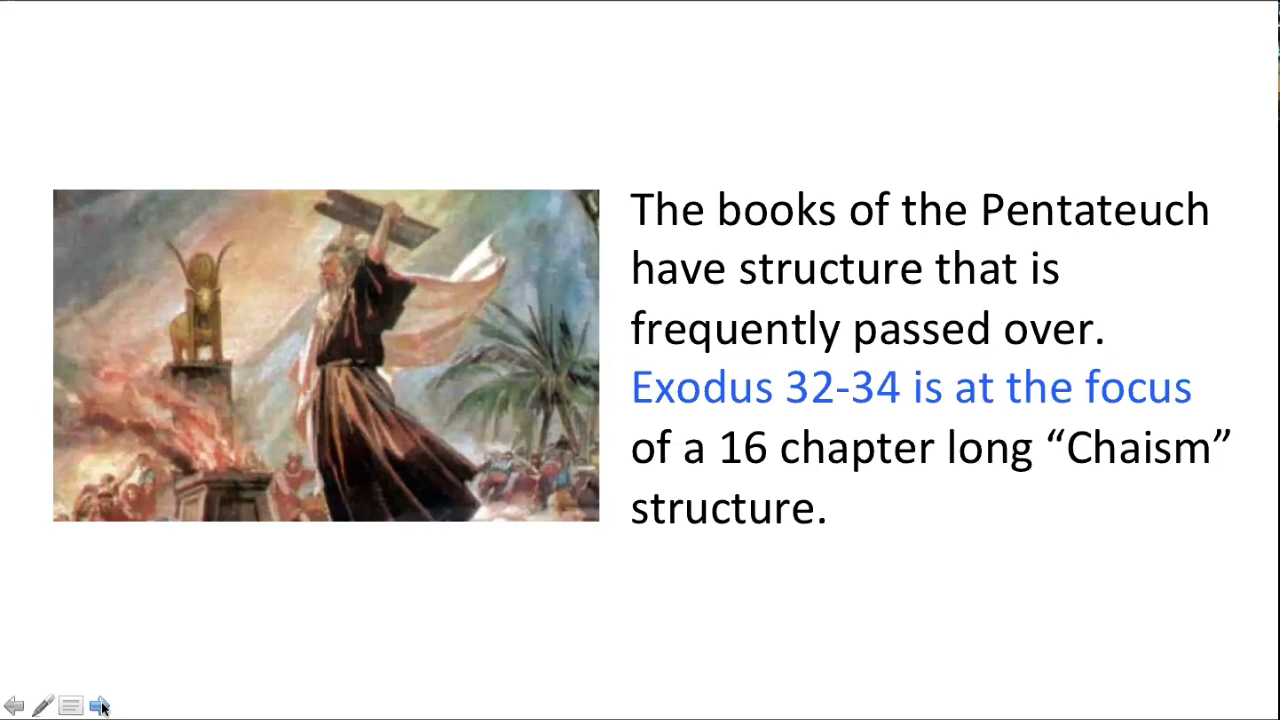 The books of the Pentateuch
have structure that is
frequently passed over.
Exodus 32-34 is at the focus
of a 16 chapter long “Chaism”
structure.